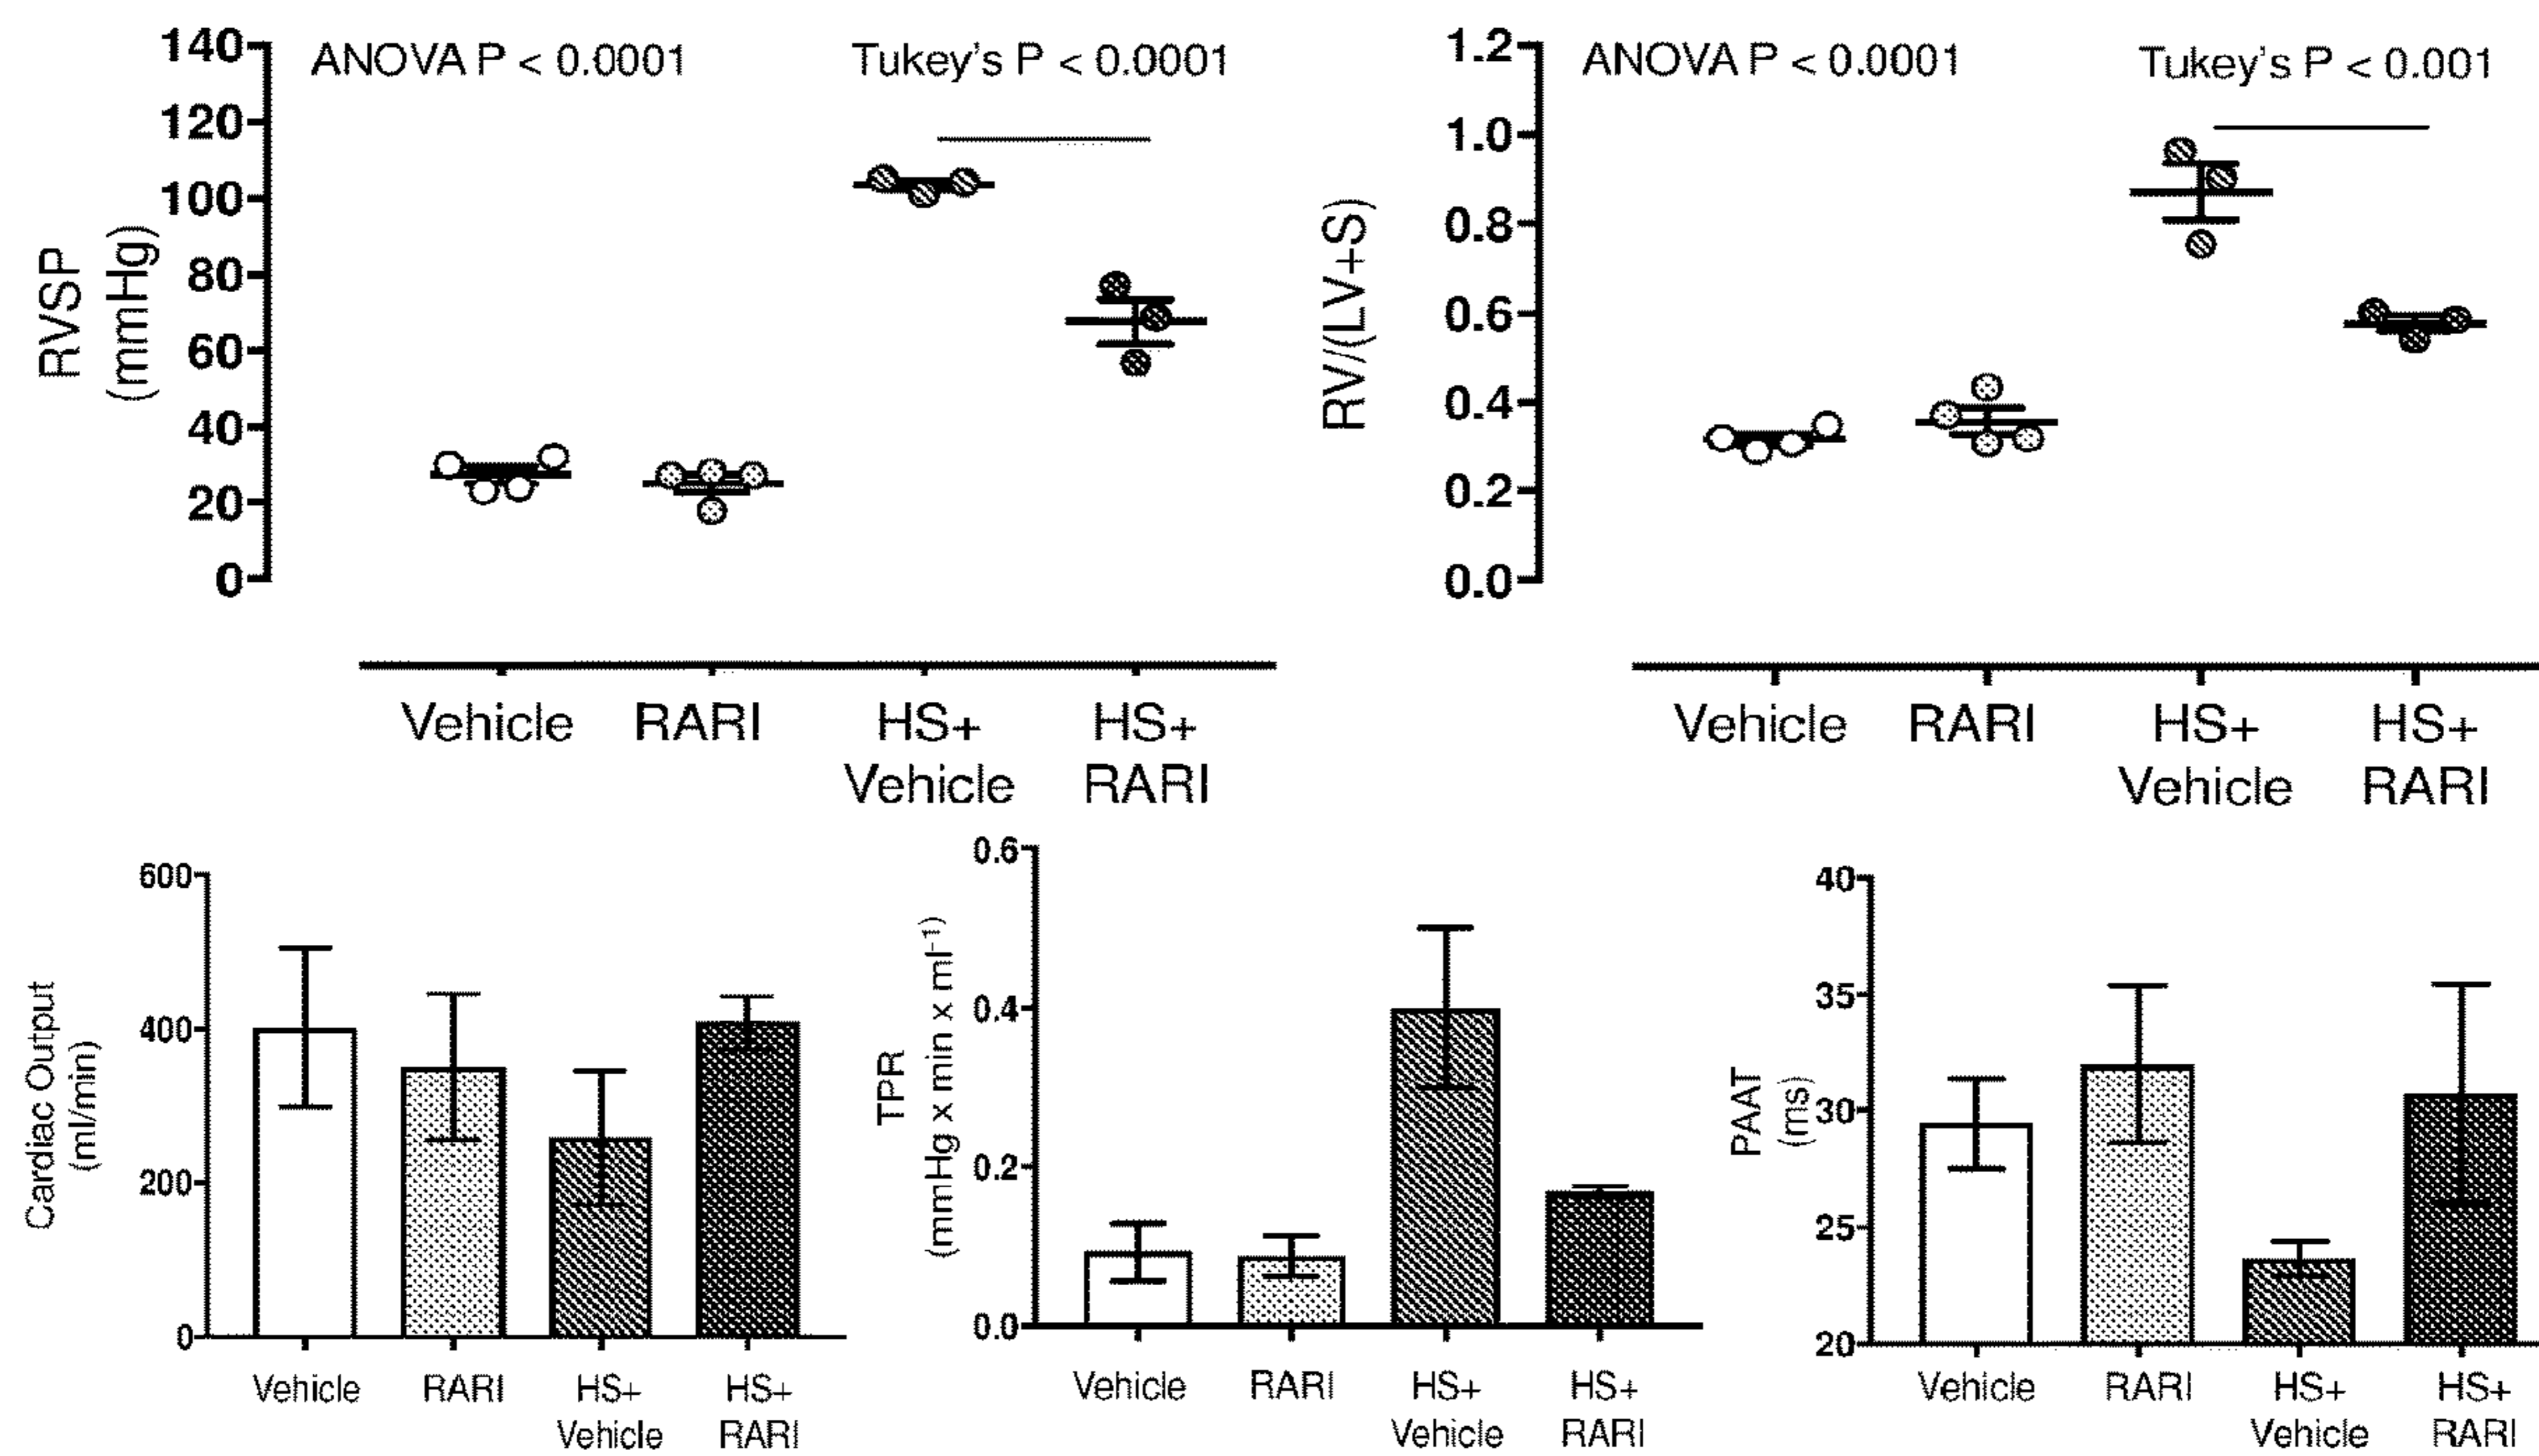 ANOVA P < 0.0001
Tukey's P < 0.0001
RVSP
(mmHg)
140
120
100
80
60
40
20
0
Vehicle
RARI
HS+
Vehicle
HS+
RARI
ANOVA P < 0.0001
Tukey's P < 0.001
RV/(LV+S)
1.2
1.0
0.8
0.6
0.4
0.2
0.0
Vehicle
RARI
HS+
Vehicle
HS+
RARI
Cardiac Output
(ml/min)
600
400
200
0
Vehicle
RARI
HS+
Vehicle
HS+
RARI
TPR
(mmHg x min x ml⁻¹)
0.6
0.4
0.2
0.0
Vehicle
RARI
HS+
Vehicle
HS+
RARI
PAAT
(ms)
40
35
30
25
20
Vehicle
RARI
HS+
Vehicle
HS+
RARI